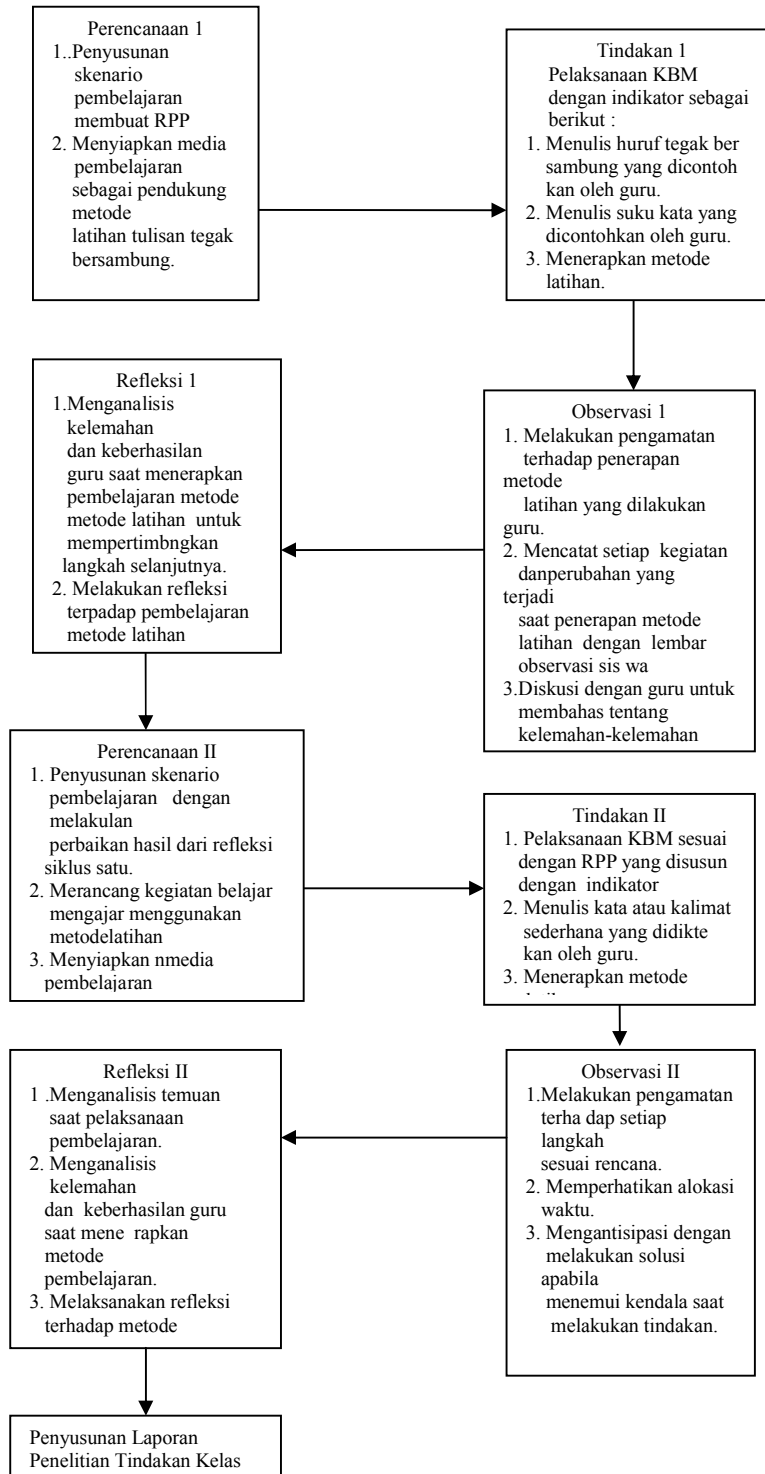 Perencanaan 1
1..Penyusunan
skenario
pembelajaran
membuat RPP
2. Menyiapkan media
pembelajaran
sebagai pendukung
metode
latihan tulisan tegak
bersambung.
Tindakan 1
Pelaksanaan KBM
dengan indikator sebagai
berikut :
1. Menulis huruf tegak ber
sambung yang dicontoh
kan oleh guru.
2. Menulis suku kata yang
dicontohkan oleh guru.
3. Menerapkan metode
latihan.
Observasi 1
1. Melakukan pengamatan
terhadap penerapan
metode
latihan yang dilakukan
guru.
2. Mencatat setiap kegiatan
danperubahan yang
terjadi
saat penerapan metode
latihan dengan lembar
observasi sis wa
3.Diskusi dengan guru untuk
membahas tentang
kelemahan-kelemahan
Refleksi 1
1.Menganalisis
kelemahan
dan keberhasilan
guru saat menerapkan
pembelajaran metode
metode latihan untuk
mempertimbngkan
langkah selanjutnya.
2. Melakukan refleksi
terpadap pembelajaran
metode latihan
Perencanaan II
1. Penyusunan skenario
pembelajaran dengan
melakulan
perbaikan hasil dari refleksi
siklus satu.
2. Merancang kegiatan belajar
mengajar menggunakan
metodelatihan
3. Menyiapkan nmedia
pembelajaran
Tindakan II
1. Pelaksanaan KBM sesuai
dengan RPP yang disusun
dengan indikator
2. Menulis kata atau kalimat
sederhana yang didikte
kan oleh guru.
3. Menerapkan metode
Observasi II
1.Melakukan pengamatan
terha dap setiap
langkah
sesuai rencana.
2. Memperhatikan alokasi
waktu.
3. Mengantisipasi dengan
melakukan solusi
apabila
menemui kendala saat
melakukan tindakan.
Refleksi II
1 .Menganalisis temuan
saat pelaksanaan
pembelajaran.
2. Menganalisis
kelemahan
dan keberhasilan guru
saat mene rapkan
metode
pembelajaran.
3. Melaksanakan refleksi
terhadap metode
Penyusunan Laporan
Penelitian Tindakan Kelas